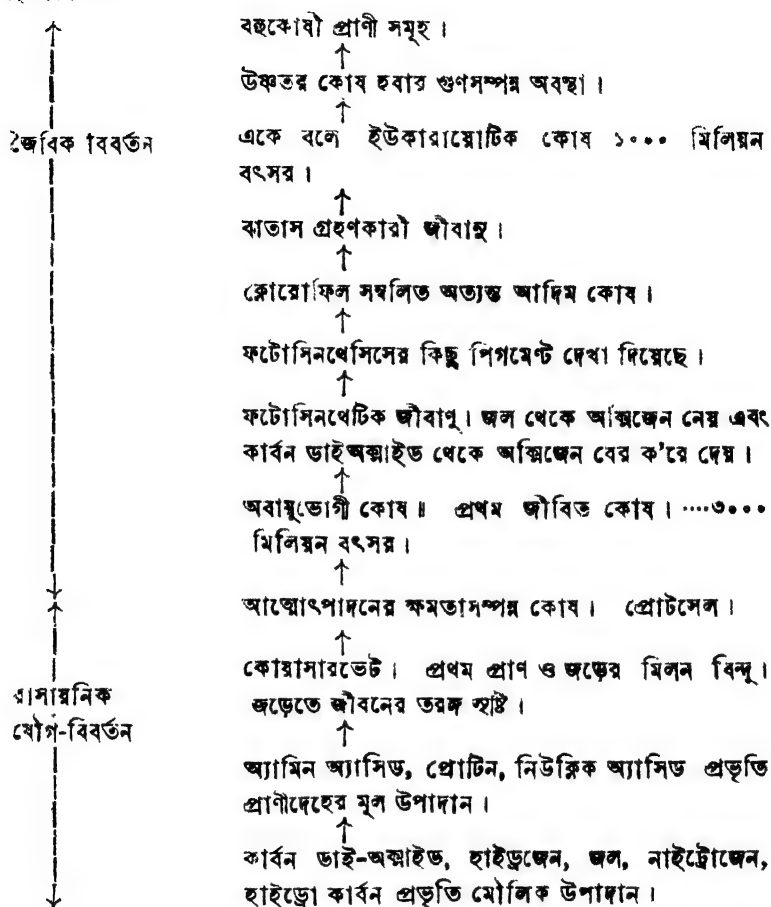 বহুকোষী প্রাণী সমূহ।
উষ্ণতর কোষ হবার গুণসম্পন্ন অবস্থা।
জৈবিক বিবর্তন
একে বলে ইউকারায়োটিক কোষ ১০০০ মিলিয়ন
বৎসর।
বাতাস গ্রহণকারী জীবাণু।
ক্লোরোফিল সম্বলিত অত্যন্ত আদিম কোষ।
ফটোসিনথেসিসের কিছু পিগমেণ্ট দেখা দিয়েছে।
ফটোসিনথেটিক জীবাণু। জল থেকে অক্সিজেন নেয় এবং
কার্বন ডাইঅক্সাইড থেকে অক্সিজেন বের ক'রে দেয়।
অবায়ুভোগী কোষ॥ প্রথম জীবিত কোষ। ....৩০০০
মিলিয়ন বৎসর।
আত্মোৎপাদনের ক্ষমতাসম্পন্ন কোষ। প্রোটসেল।
কোয়াসারভেট। প্রথম প্রাণ ও জড়ের মিলন বিন্দু।
জড়েতে জীবনের তরঙ্গ সৃষ্টি।
রাসায়নিক
যৌগ-বিবর্তন
অ্যামিন অ্যাসিড, প্রোটিন, নিউক্লিক অ্যাসিড প্রভৃতি
প্রাণীদেহের মূল উপাদান।
কার্বন ডাই-অক্সাইড, হাইড্রজেন, জল, নাইট্রোজেন,
হাইড্রো কার্বন প্রভৃতি মৌলিক উপাদান।